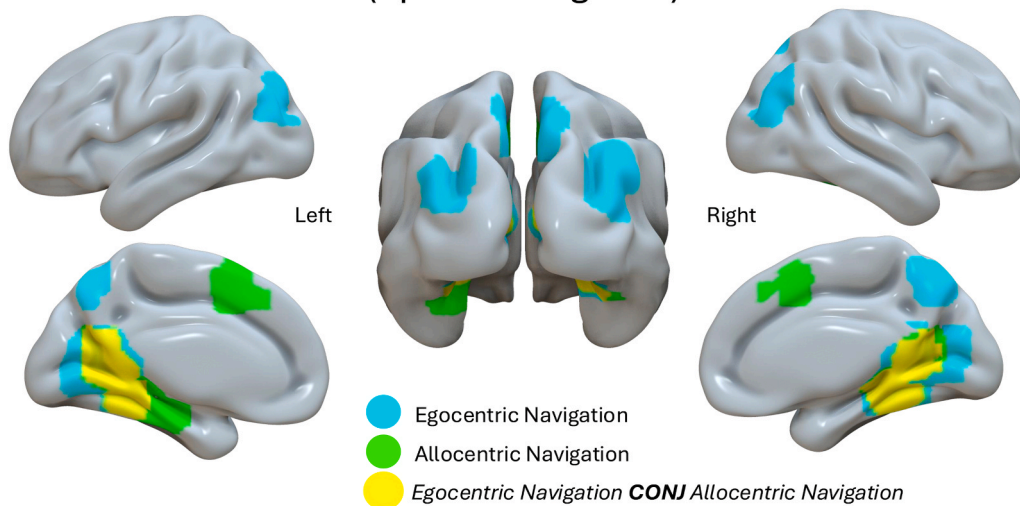 Left
Right
Egocentric Navigation
Allocentric Navigation
Egocentric Navigation CONJ Allocentric Navigation